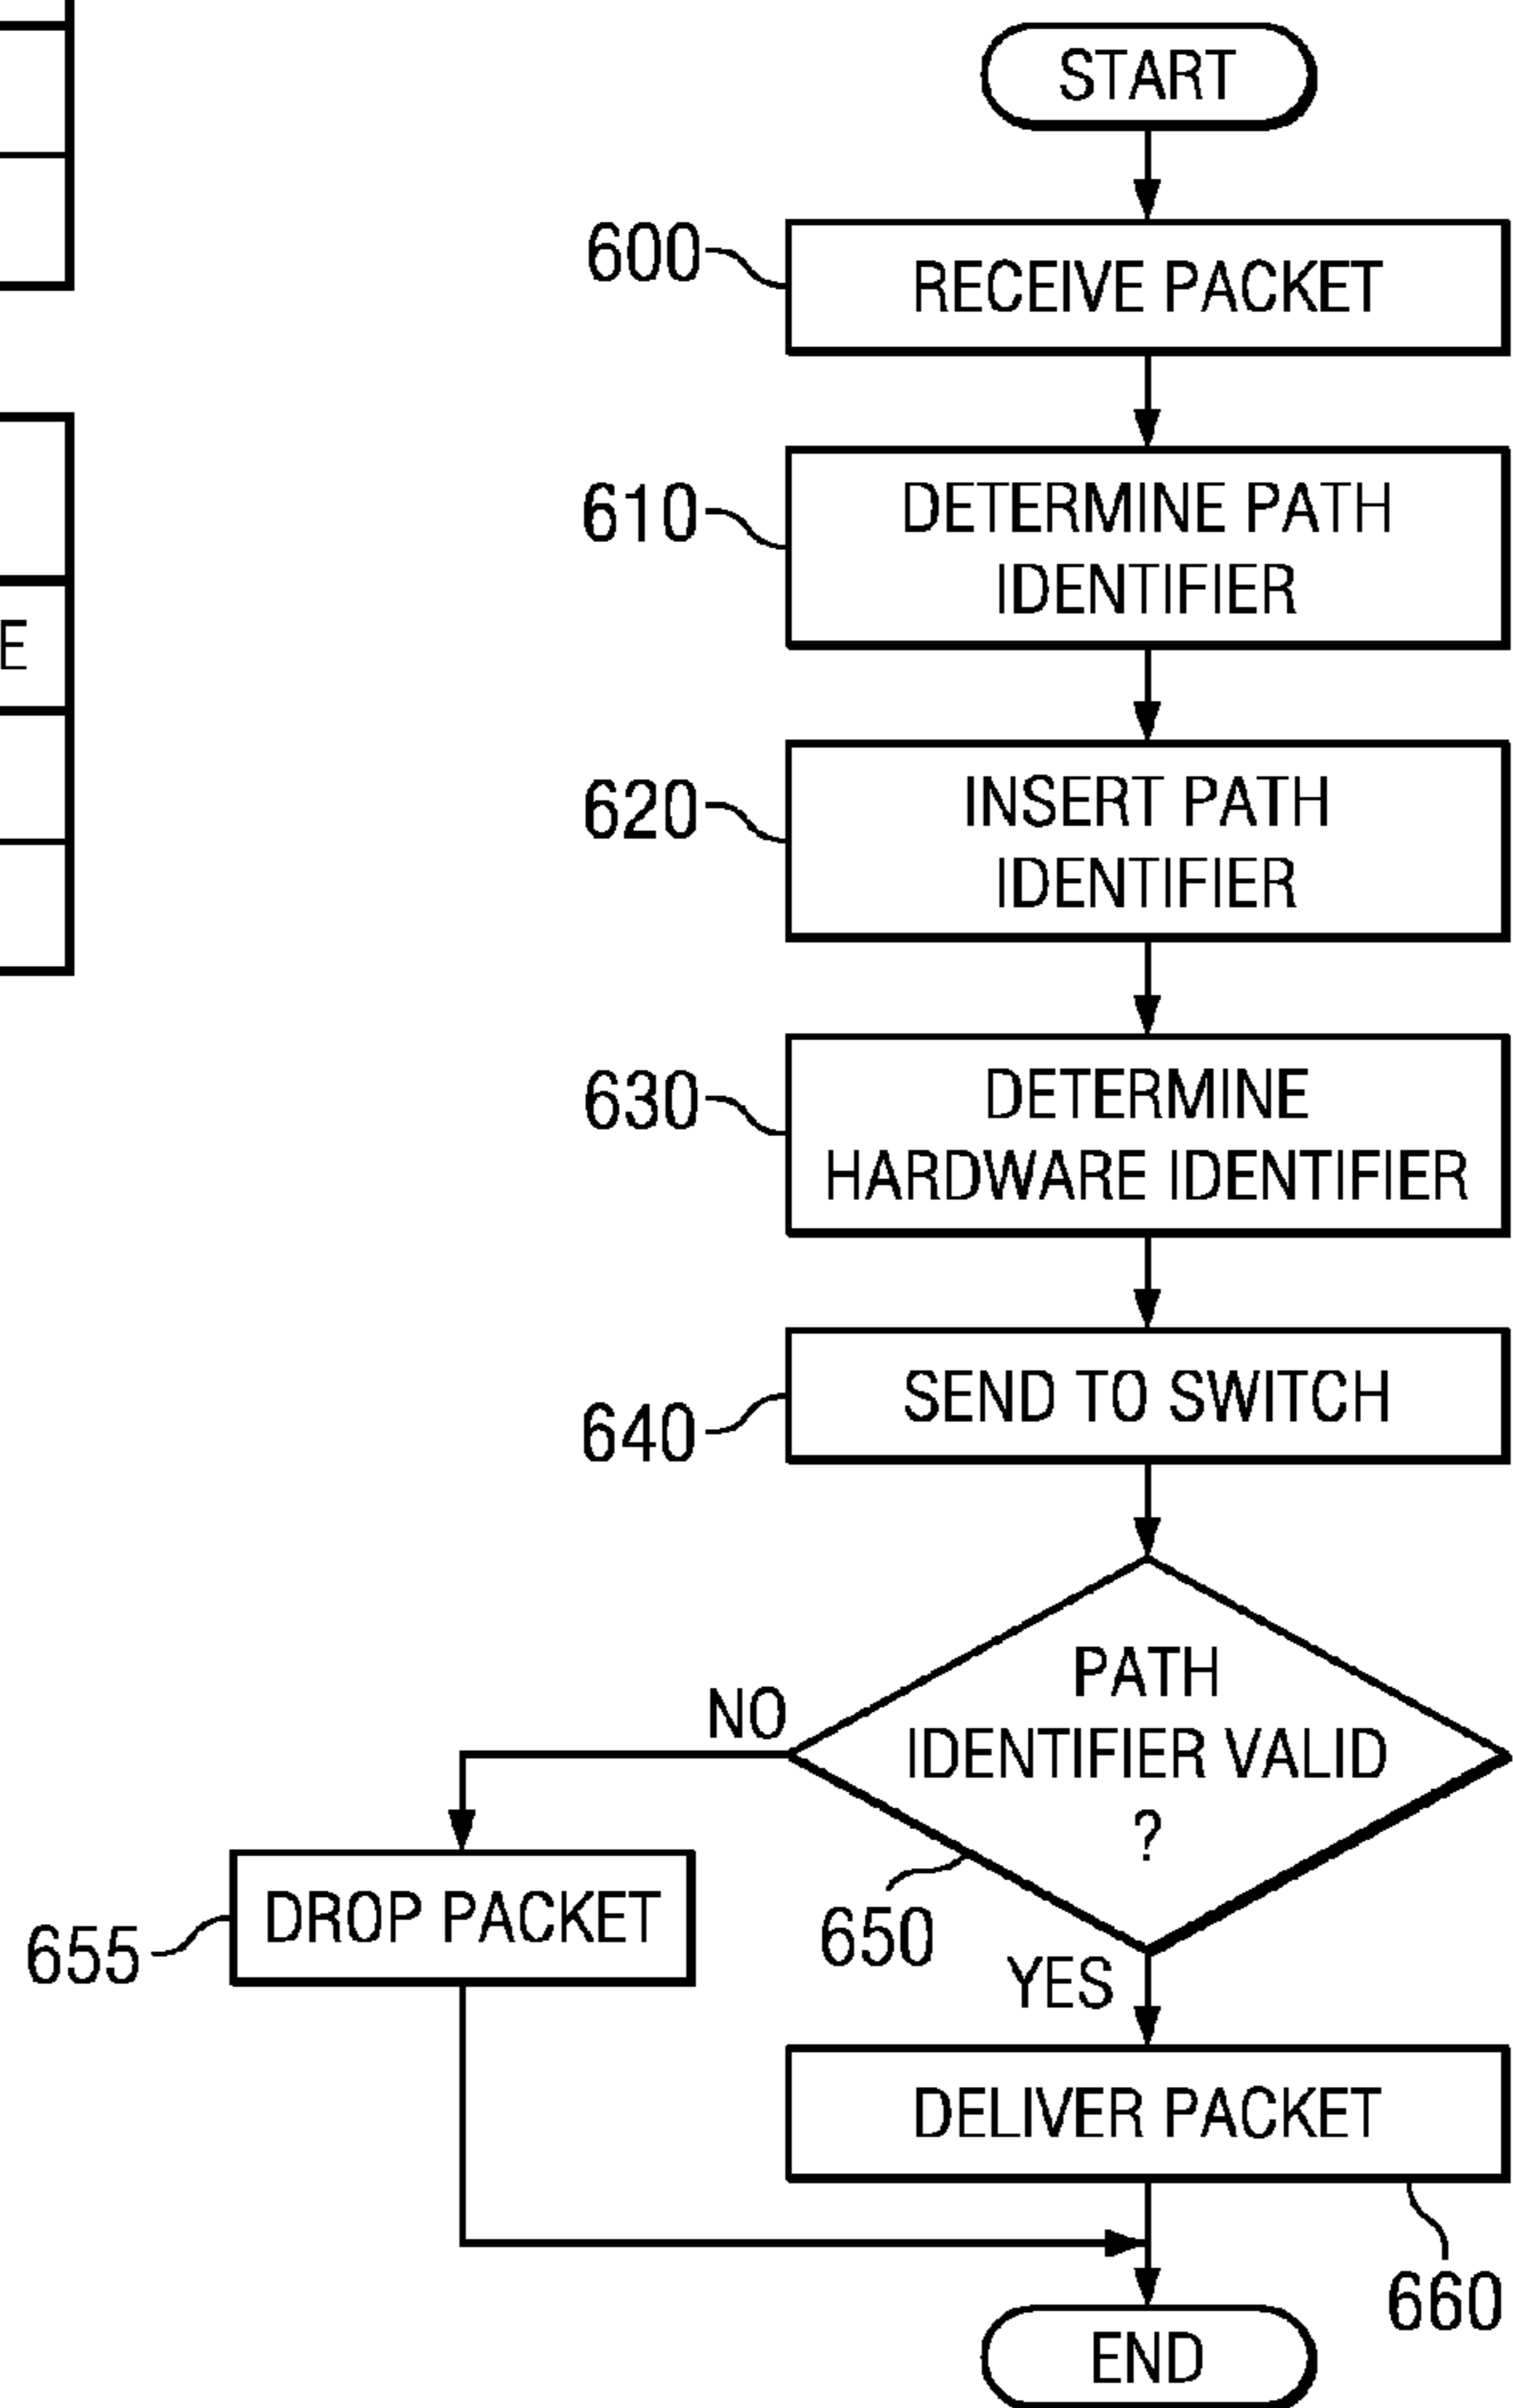 START
600
RECEIVE PACKET
610
DETERMINE PATH
IDENTIFIER
E
620
INSERT PATH
IDENTIFIER
630
DETERMINE
HARDWARE IDENTIFIER
640
SEND TO SWITCH
PATH
IDENTIFIER VALID
?
NO
650
655
DROP PACKET
YES
DELIVER PACKET
660
END